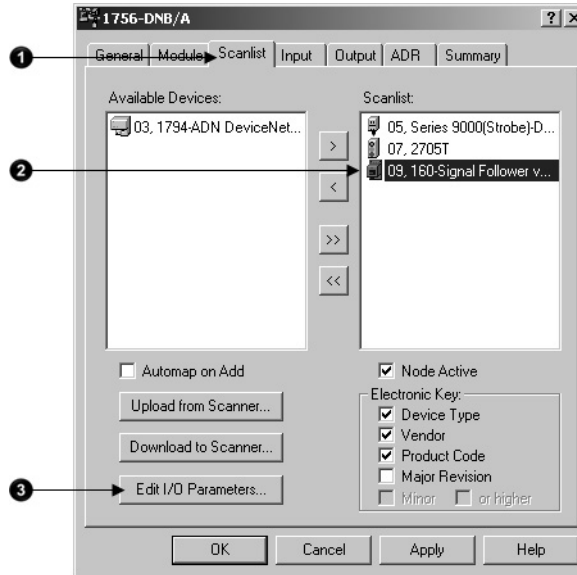 1756-DNB/A
? ×
General Module Scanlist Input Output ADR Summary
1
Available Devices:
Scanlist:
03, 1794-ADN DeviceNet...
05, Series 9000(Strobe)-D...
07, 2705T
2
09, 160-Signal Follower v...
>
<
>>
<<
Automap on Add
Node Active
Upload from Scanner...
Electronic Key:
Device Type
Vendor
Download to Scanner...
Product Code
Major Revision
3
Edit I/O Parameters...
Minor or higher
OK Cancel Apply Help